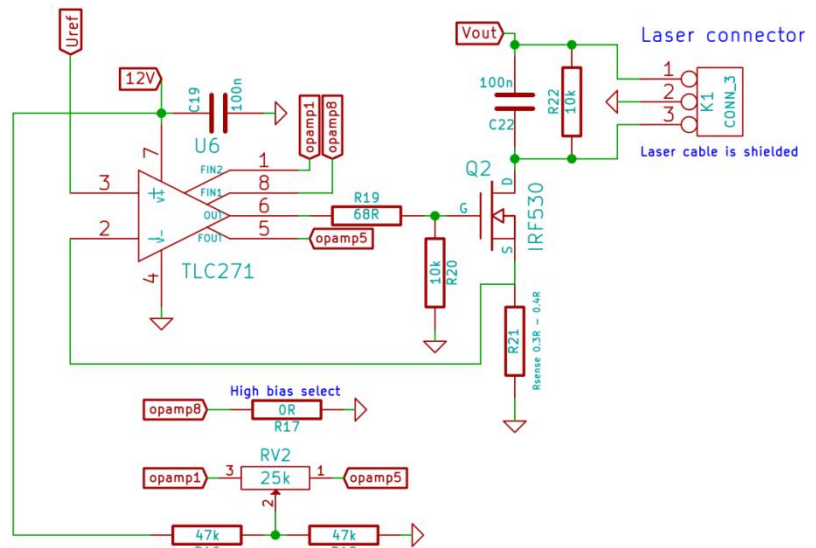 Uref
12V
C19
100n
U6
opamp1
opamp8
7
V+
3
2
V-
4
FIN2
1
FIN1
8
OUT
6
FOUT
5
TLC271
opamp5
R19
68R
10k
R20
Vout
100n
C22
R22
10k
Laser connector
1
2
3
K1
CONN_3
Laser cable is shielded
Q2
D
G
S
IRF530
R21
Rsense 0.3R - 0.4R
High bias select
opamp8
0R
R17
RV2
opamp1
3
25k
1
opamp5
2
47k
47k